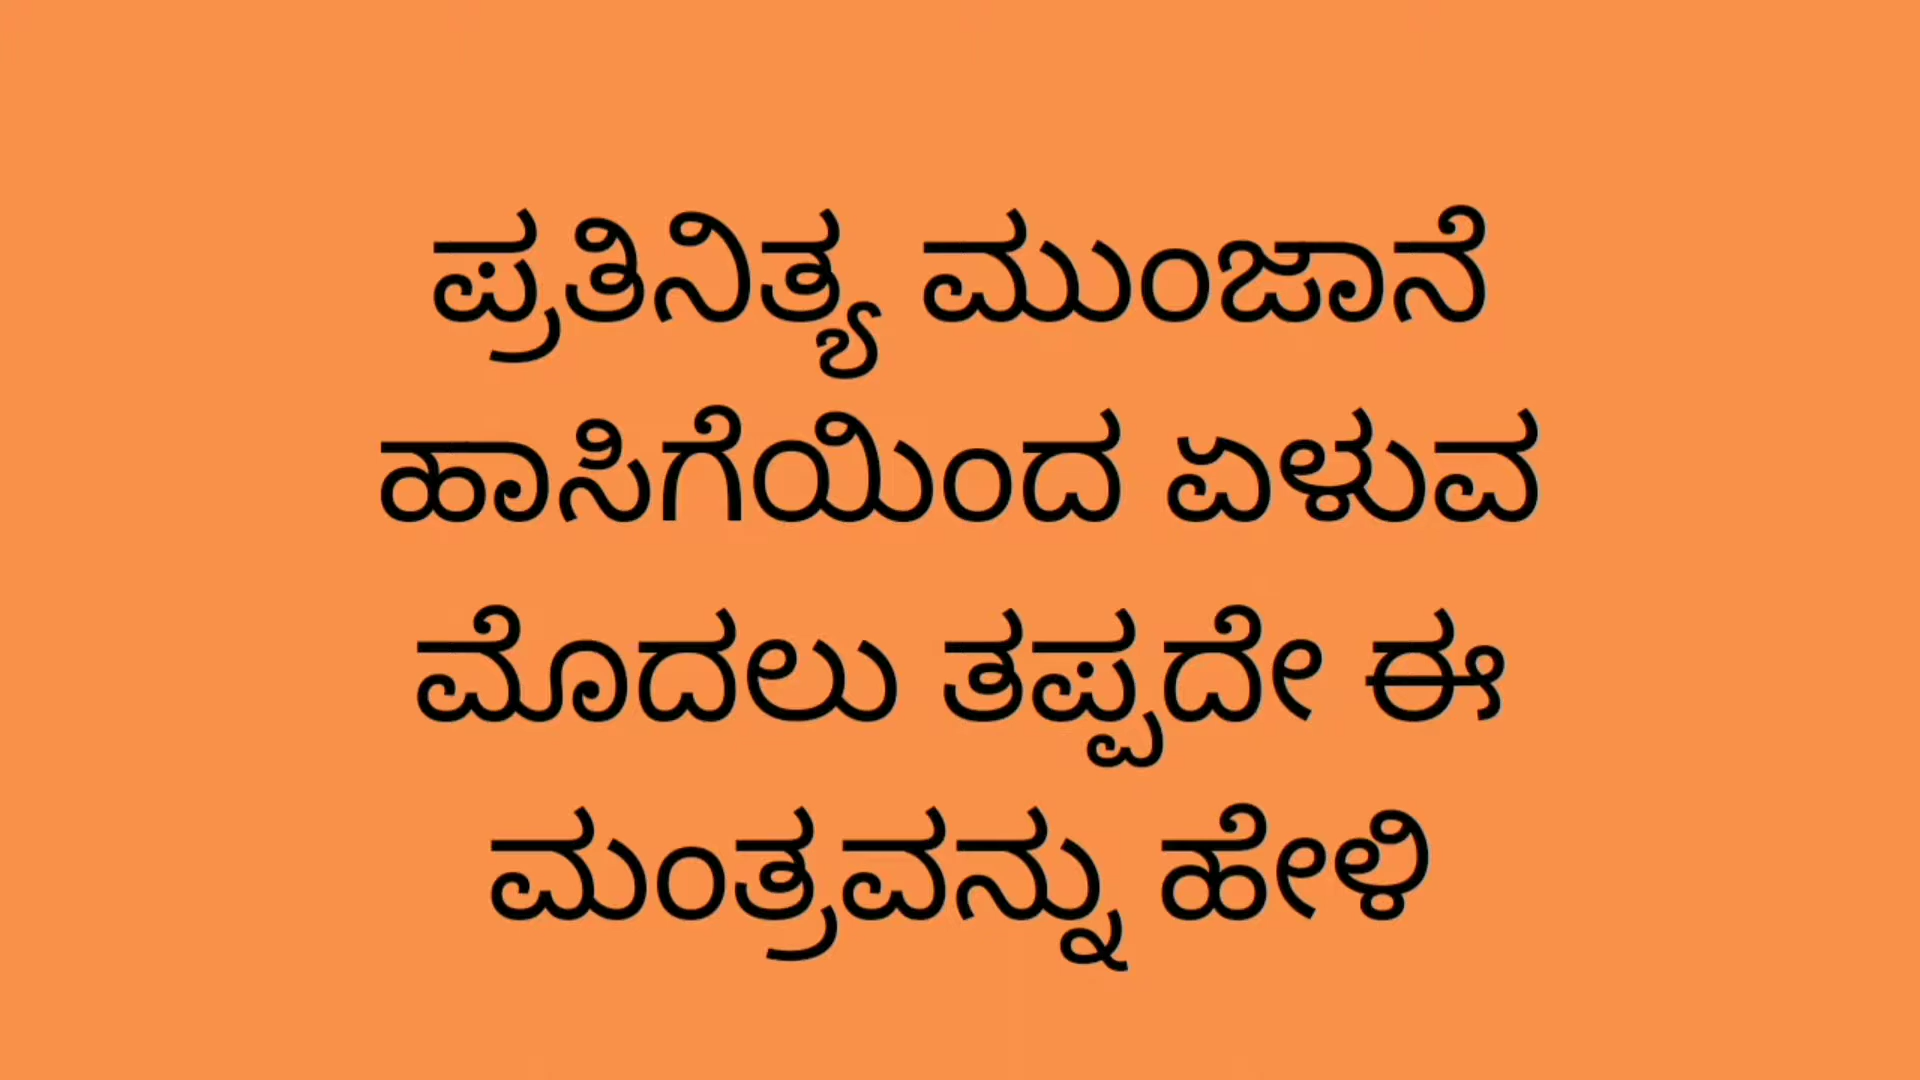 ಪ್ರತಿನಿತ್ಯ ಮುಂಜಾನೆ
ಹಾಸಿಗೆಯಿಂದ ಏಳುವ
ಮೊದಲು ತಪ್ಪದೇ ಈ
ಮಂತ್ರವನ್ನು ಹೇಳಿ